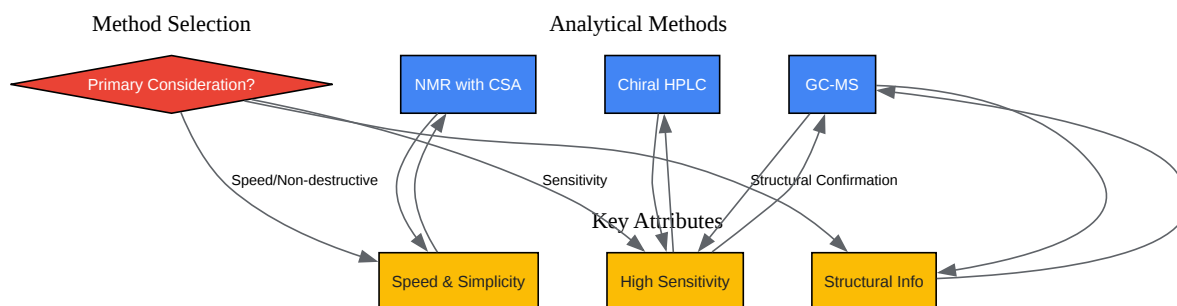 Method Selection
Analytical Methods
Primary Consideration?
NMR with CSA
Chiral HPLC
GC-MS
Speed/Non-destructive
Sensitivity
Structural Confirmation
Key Attributes
Speed & Simplicity
High Sensitivity
Structural Info